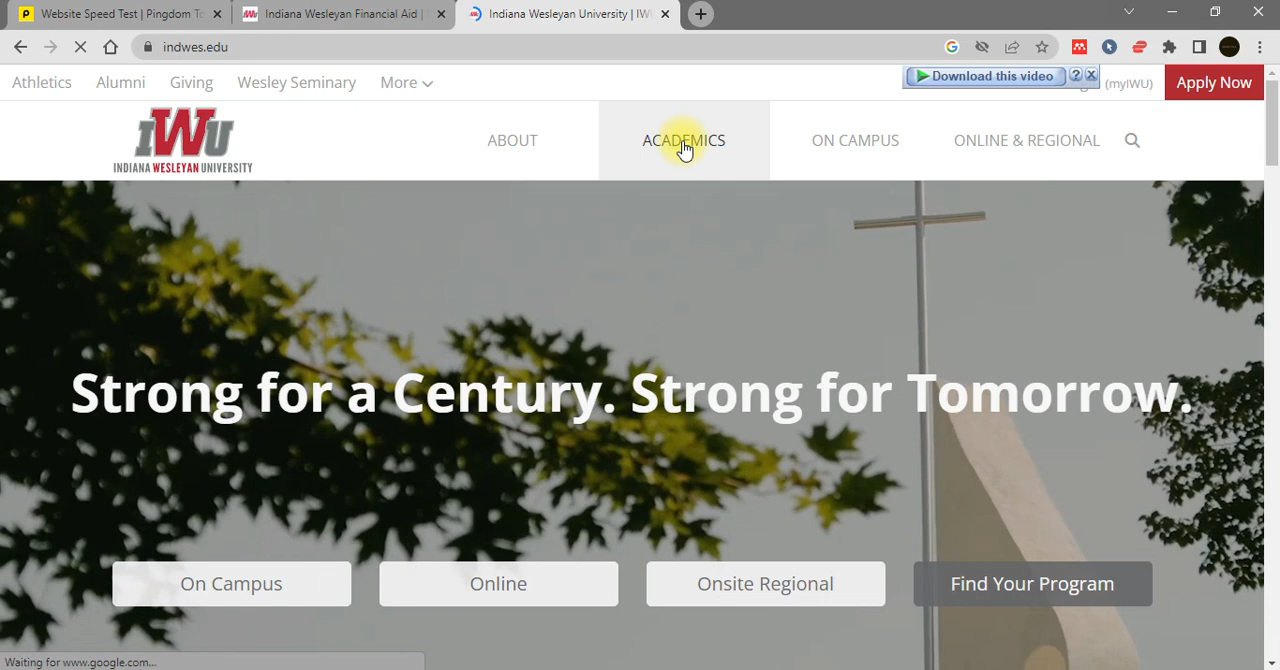 Website Speed Test | Pingdom To
Indiana Wesleyan Financial Aid |
Indiana Wesleyan University | IW
indwes.edu
Athletics
Alumni
Giving
Wesley Seminary
More
Download this video
?
(myIWU)
Apply Now
IWU
INDIANA WESLEYAN UNIVERSITY
ABOUT
ACADEMICS
ON CAMPUS
ONLINE & REGIONAL
Strong for a Century. Strong for Tomorrow.
On Campus
Online
Onsite Regional
Find Your Program
Waiting for www.google.com...